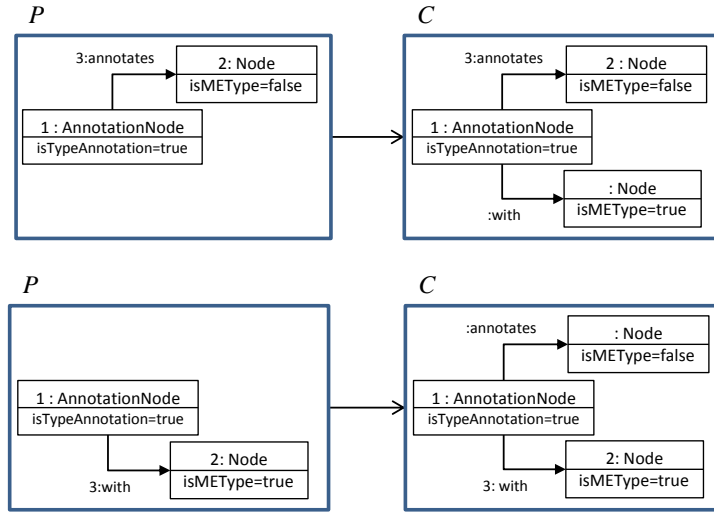 P
C
3:annotates
2: Node
isMEType=false
1 : AnnotationNode
isTypeAnnotation=true
3:annotates
2 : Node
isMEType=false
1 : AnnotationNode
isTypeAnnotation=true
: Node
isMEType=true
:with
P
C
1 : AnnotationNode
isTypeAnnotation=true
2: Node
isMEType=true
3:with
:annotates
: Node
isMEType=false
1 : AnnotationNode
isTypeAnnotation=true
2: Node
isMEType=true
3: with